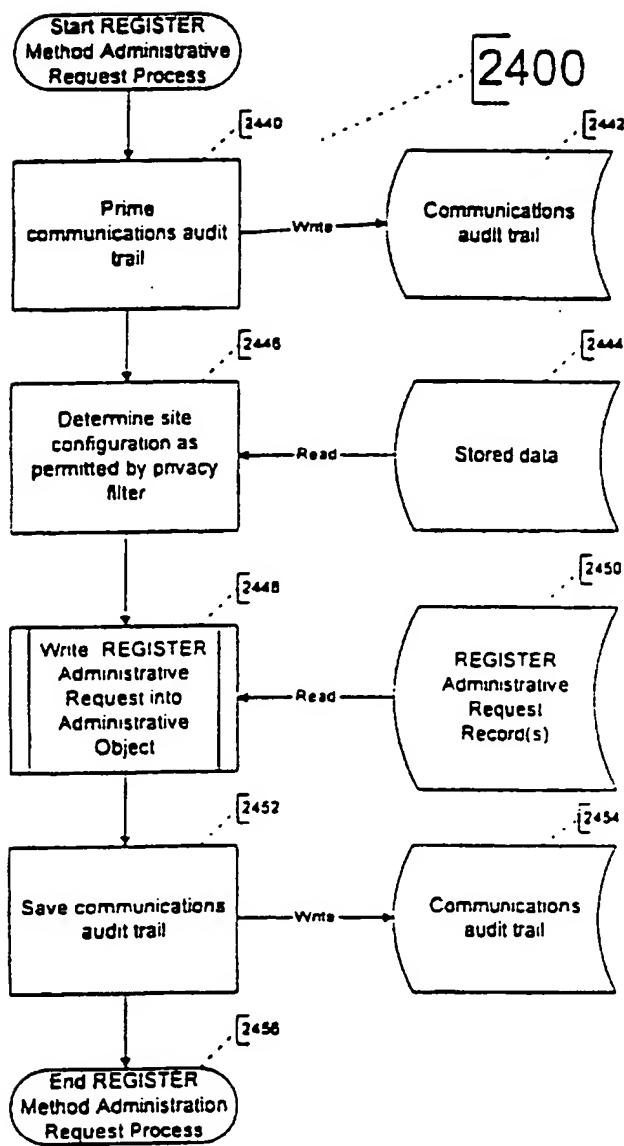 Start REGISTER
Method Administrative
Request Process
2400
2440
2442
Prime
communications audit
trail
Write
Communications
audit trail
2446
2444
Determine site
configuration as
permitted by privacy
filter
Read
Stored data
2448
2450
Write REGISTER
Administrative
Request into
Administrative
Object
Read
REGISTER
Administrative
Request
Record(s)
2452
2454
Save communications
audit trail
Write
Communications
audit trail
2456
End REGISTER
Method Administration
Request Process